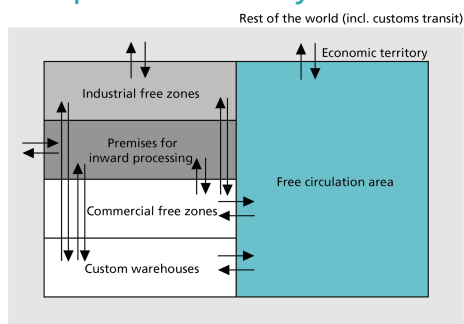 Rest of the world (incl. customs transit)
Economic territory
Industrial free zones
Premises for
inward processing
Free circulation area
Commercial free zones
Custom warehouses